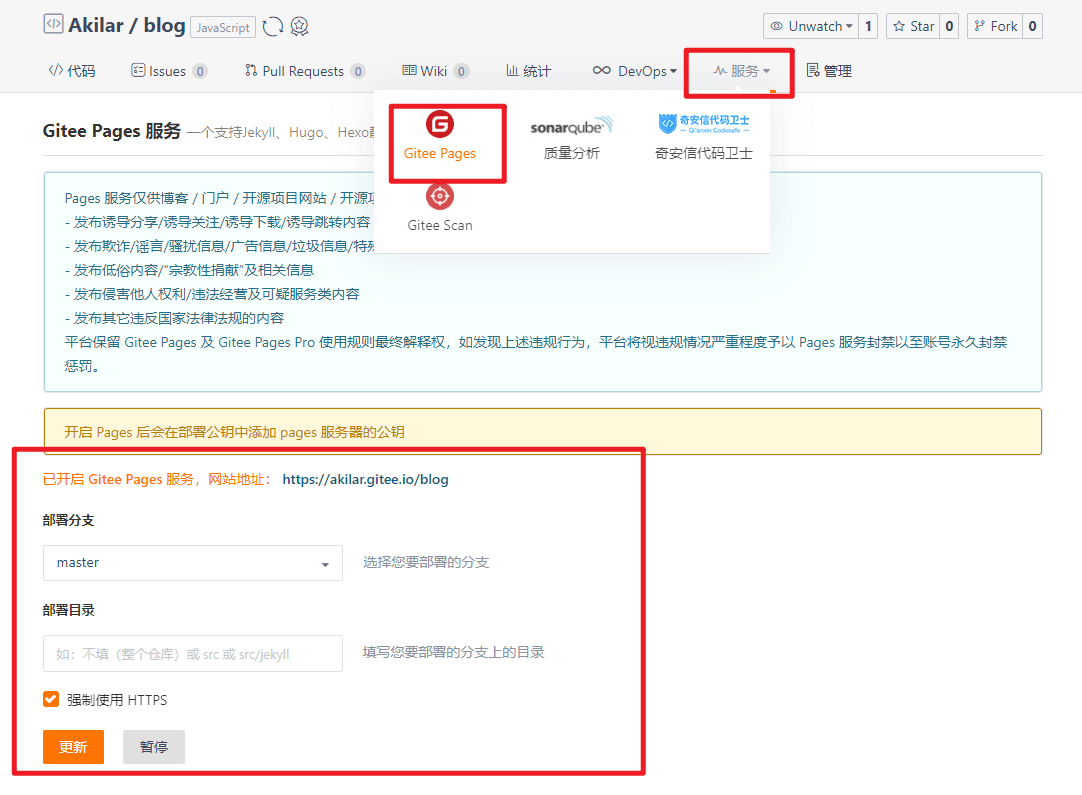 Akilar / blog JavaScript
Unwatch 1 Star 0 Fork 0
代码 Issues 0 Pull Requests 0 Wiki 0 统计 DevOps 服务 管理
Gitee Pages 服务 一个支持Jekyll、Hugo、Hexo
Gitee Pages
sonarqube
质量分析
奇安信代码卫士
Qi'anxin Codesafe
奇安信代码卫士
Gitee Scan
Pages 服务仅供博客 / 门户 / 开源项目网站 / 开源项
- 发布诱导分享/诱导关注/诱导下载/诱导跳转内容
- 发布欺诈/谣言/骚扰信息/广告信息/垃圾信息/特殊
- 发布低俗内容/“宗教性捐献”及相关信息
- 发布侵害他人权利/违法经营及可疑服务类内容
- 发布其它违反国家法律法规的内容
平台保留 Gitee Pages 及 Gitee Pages Pro 使用规则最终解释权，如发现上述违规行为，平台将视违规情况严重程度予以 Pages 服务封禁以至账号永久封禁
惩罚。
开启 Pages 后会在部署公钥中添加 pages 服务器的公钥
已开启 Gitee Pages 服务，网站地址： https://akilar.gitee.io/blog
部署分支
master 选择您要部署的分支
部署目录
如：不填（整个仓库）或 src 或 src/jekyll 填写您要部署的分支上的目录
强制使用 HTTPS
更新 暂停